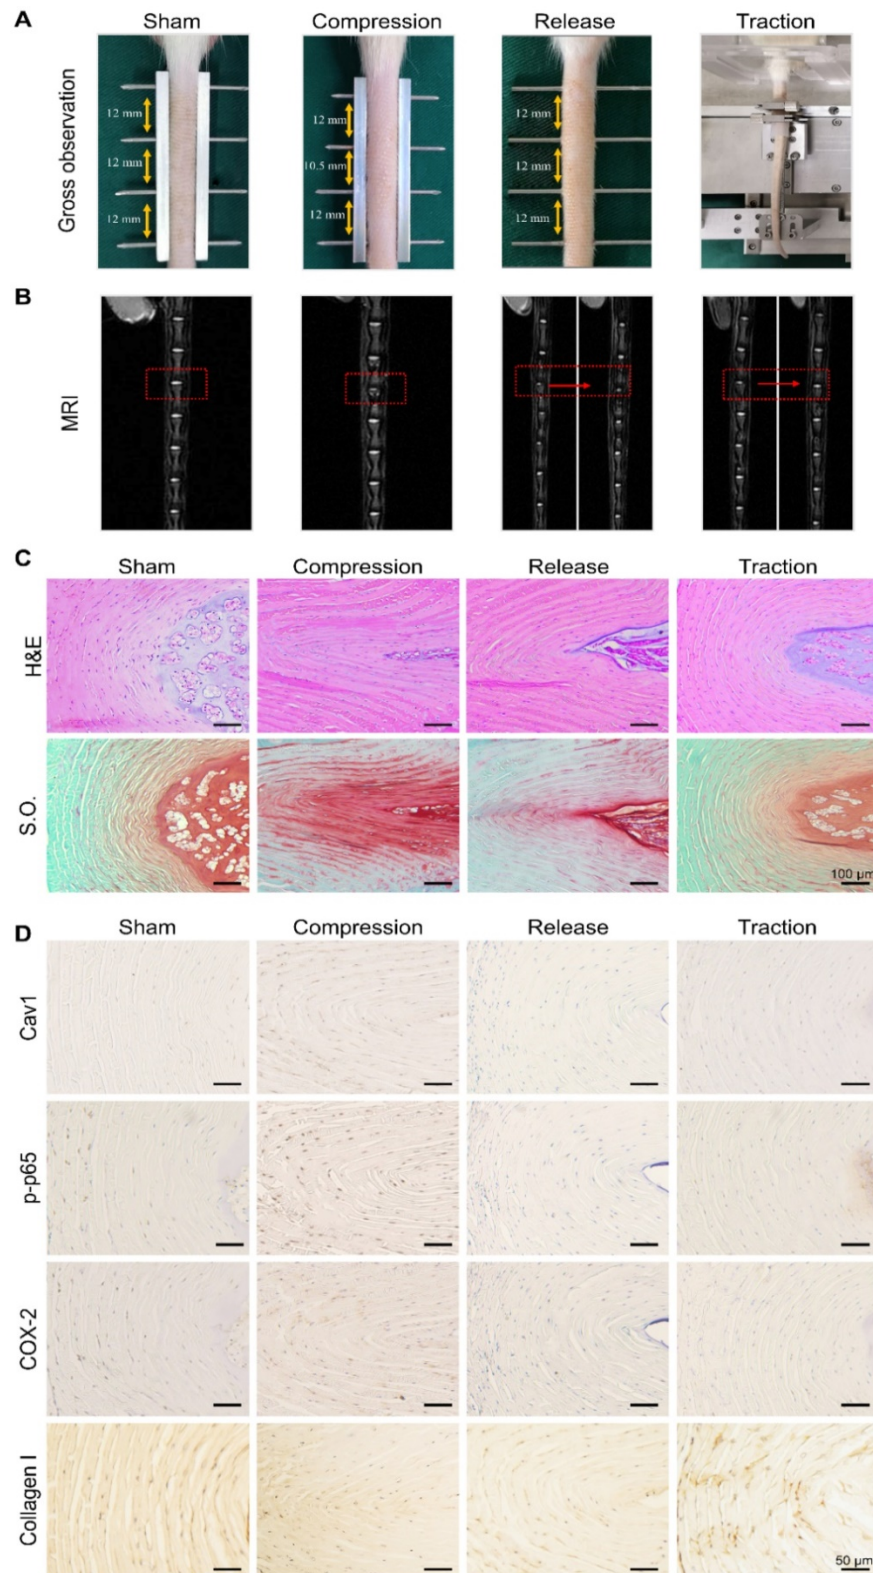 A
Sham Compression Release Traction
Gross observation
12 mm 12 mm 12 mm
12 mm 10.5 mm 12 mm
12 mm 12 mm 12 mm
B
MRI
C
Sham Compression Release Traction
H&E
S.O.
100 µm
D
Sham Compression Release Traction
Cav1
p-p65
COX-2
Collagen I
50 µm